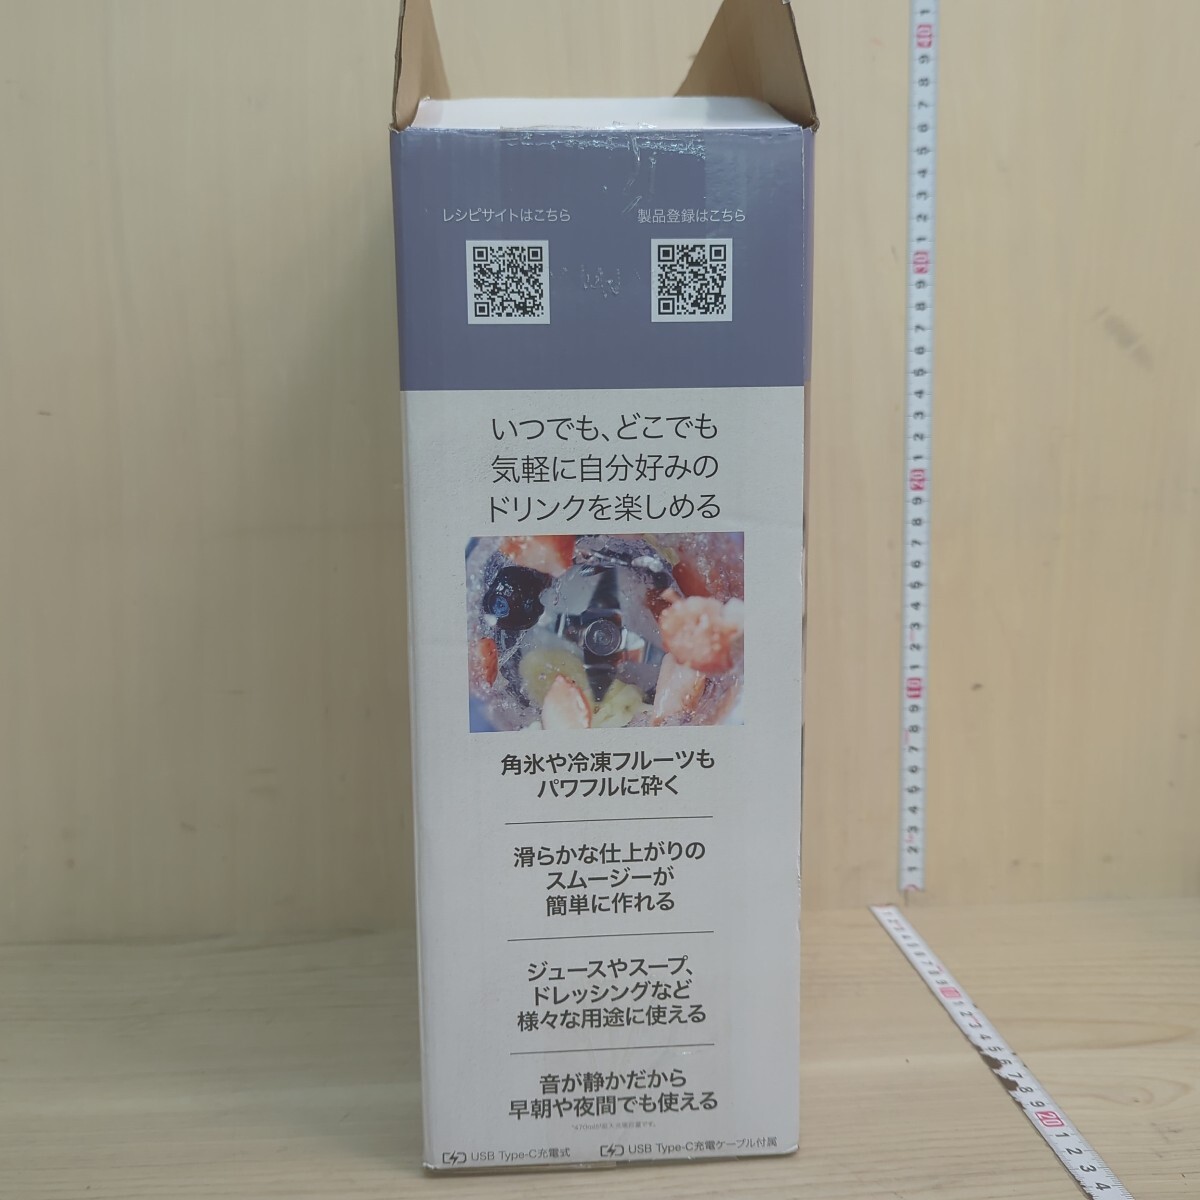 レシピサイトはこちら
製品登録はこちら
いつでも、どこでも
気軽に自分好みの
ドリンクを楽しめる
角氷や冷凍フルーツも
パワフルに砕く
滑らかな仕上がりの
スムージーが
簡単に作れる
ジュースやスープ、
ドレッシングなど
様々な用途に使える
音が静かだから
早朝や夜間でも使える
USB Type-C充電式
USB Type-C充電ケーブル付属